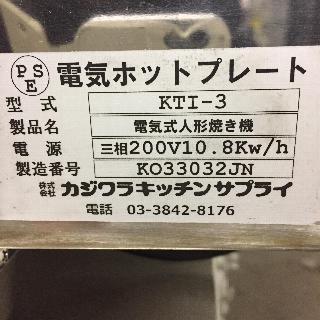 PSE 電気ホットプレート
型式 KTI-3
製品名 電気式人形焼き機
電源 三相200V10.8Kw/h
製造番号 KO33032JN
株式会社 カジワラキッチンサプライ
電話 03-3842-8176